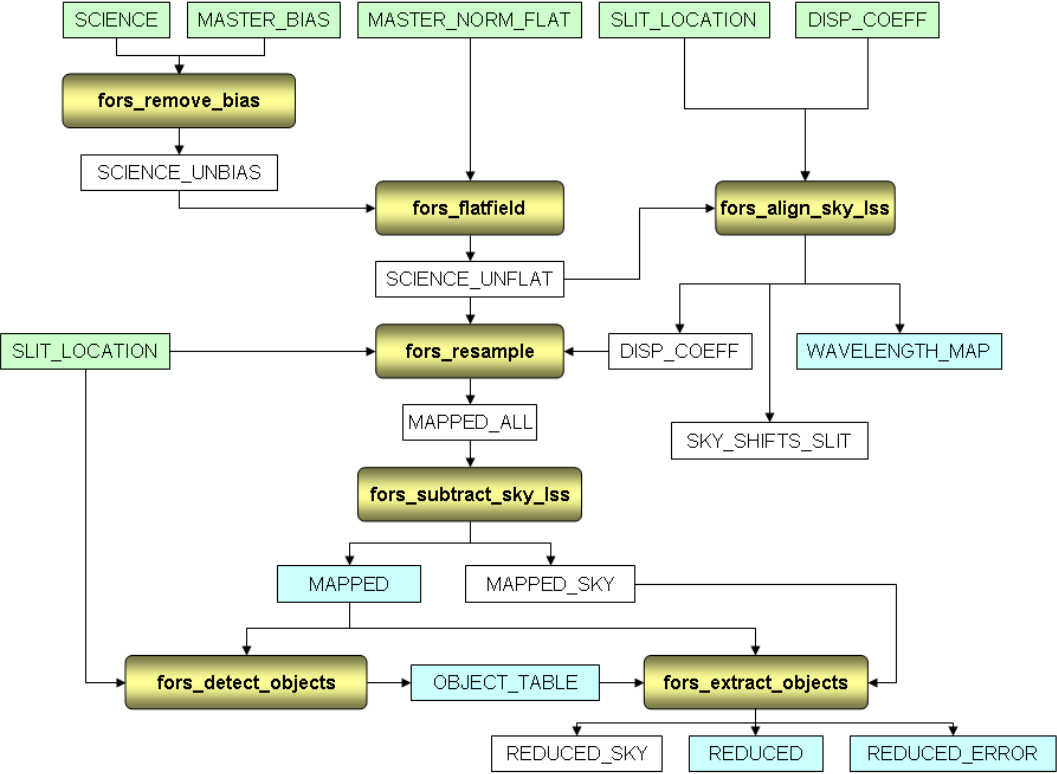 SCIENCE
MASTER_BIAS
MASTER_NORM_FLAT
SLIT_LOCATION
DISP_COEFF
fors_remove_bias
SCIENCE_UNBIAS
fors_flatfield
fors_align_sky_lss
SCIENCE_UNFLAT
SLIT_LOCATION
fors_resample
DISP_COEFF
WAVELENGTH_MAP
MAPPED_ALL
SKY_SHIFTS_SLIT
fors_subtract_sky_lss
MAPPED
MAPPED_SKY
fors_detect_objects
OBJECT_TABLE
fors_extract_objects
REDUCED_SKY
REDUCED
REDUCED_ERROR